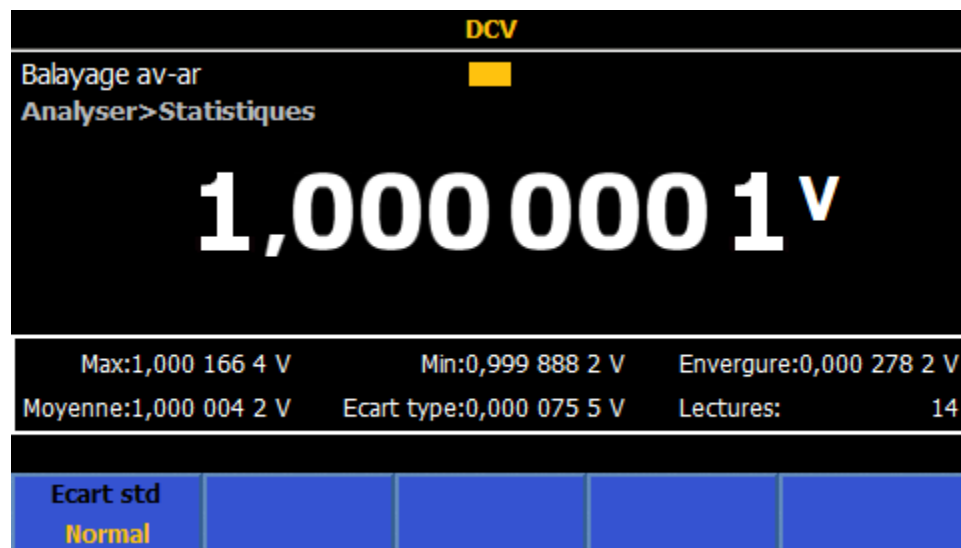 DCV
Balayage av-ar
Analyser>Statistiques
1,000 000 1 V
Max:1,000 166 4 V Min:0,999 888 2 V Envergure:0,000 278 2 V
Moyenne:1,000 004 2 V Ecart type:0,000 075 5 V Lectures: 14
Ecart std
Normal